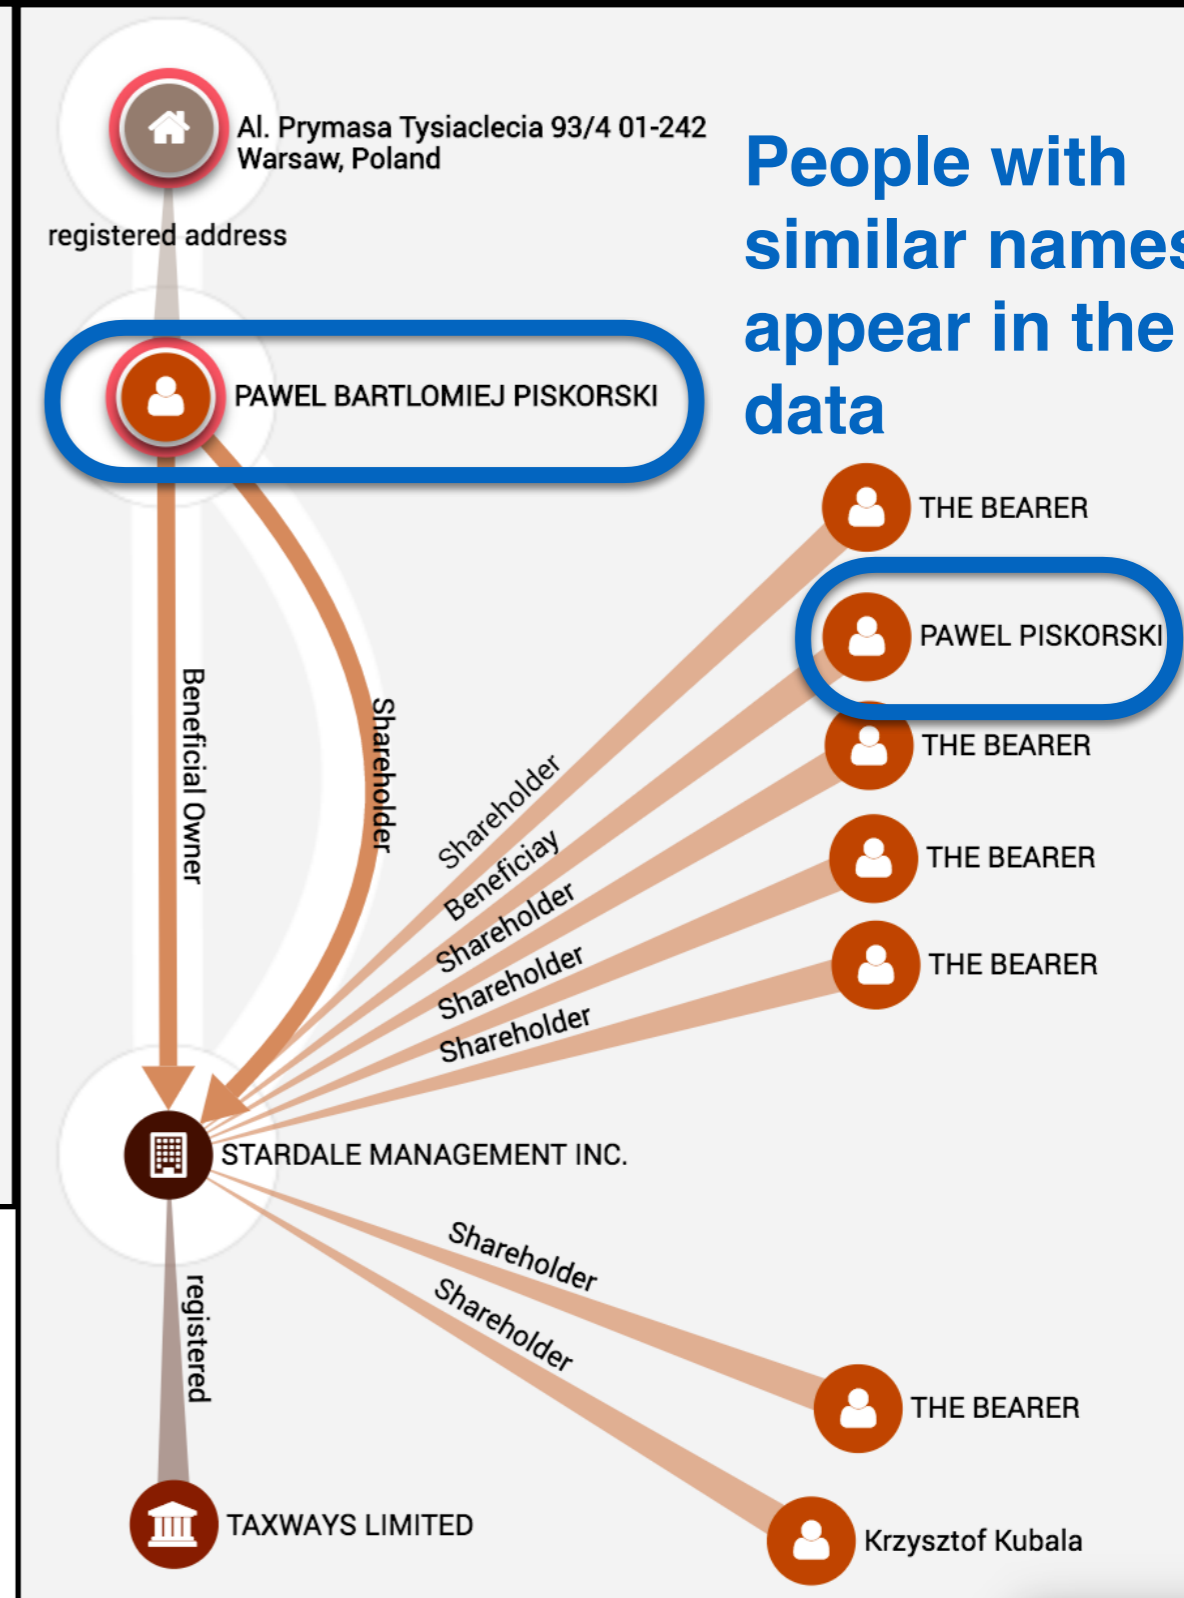 Al. Prymasa Tysiaclecia 93/4 01-242
Warsaw, Poland
People with
similar names
appear in the
data
registered address
PAWEL BARTLOMIEJ PISKORSKI
THE BEARER
PAWEL PISKORSKI
THE BEARER
THE BEARER
THE BEARER
Beneficial Owner
Shareholder
Shareholder
Beneficiay
Shareholder
Shareholder
Shareholder
STARDALE MANAGEMENT INC.
Shareholder
Shareholder
registered
THE BEARER
TAXWAYS LIMITED
Krzysztof Kubala